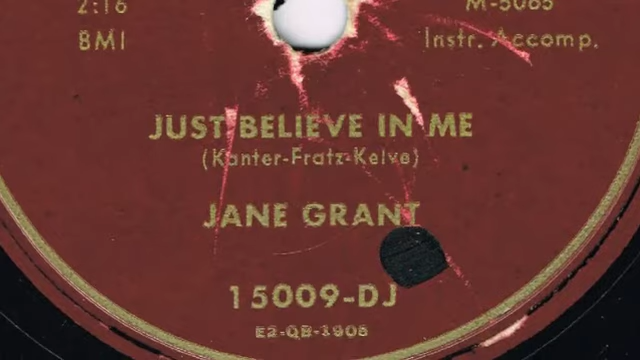 2:16
M-5065
BMI
Instr. Accomp.
JUST BELIEVE IN ME
(Kanter-Fratz-Kelve)
JANE GRANT
15009-DJ
E2-QB-1906